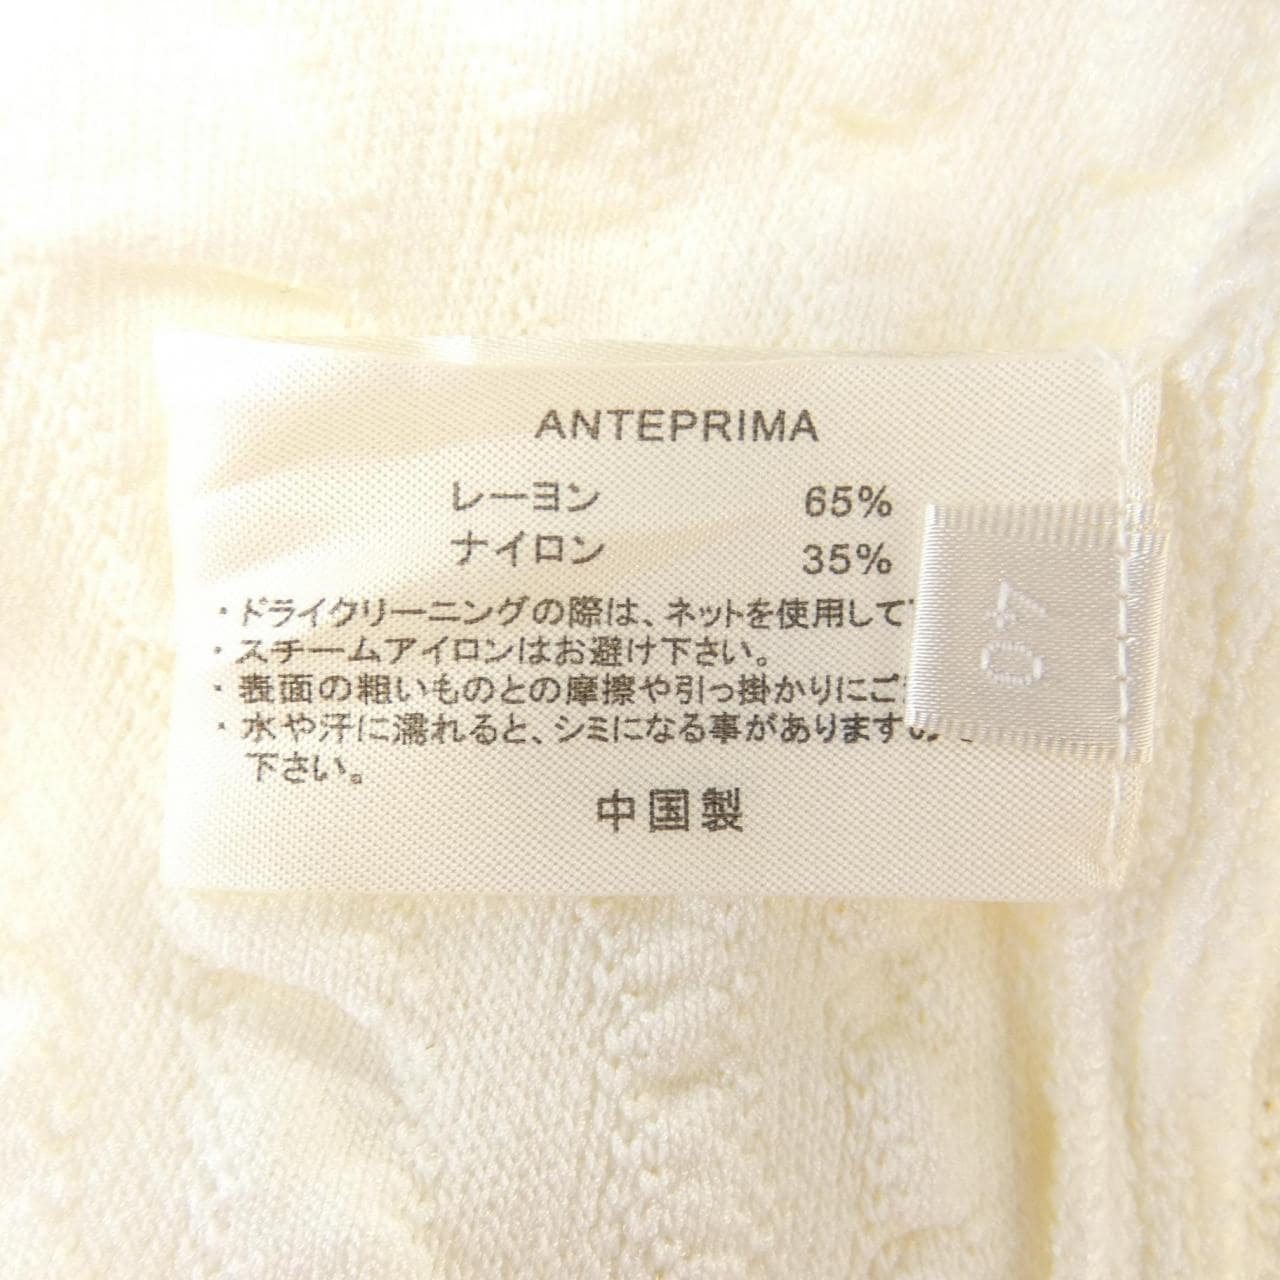 ANTEPRIMA
レーヨン 65%
ナイロン 35%
・ドライクリーニングの際は、ネットを使用して
・スチームアイロンはお避け下さい。
・表面の粗いものとの摩擦や引っ掛かりにご
・水や汗に濡れると、シミになる事があります
下さい。
中国製
40